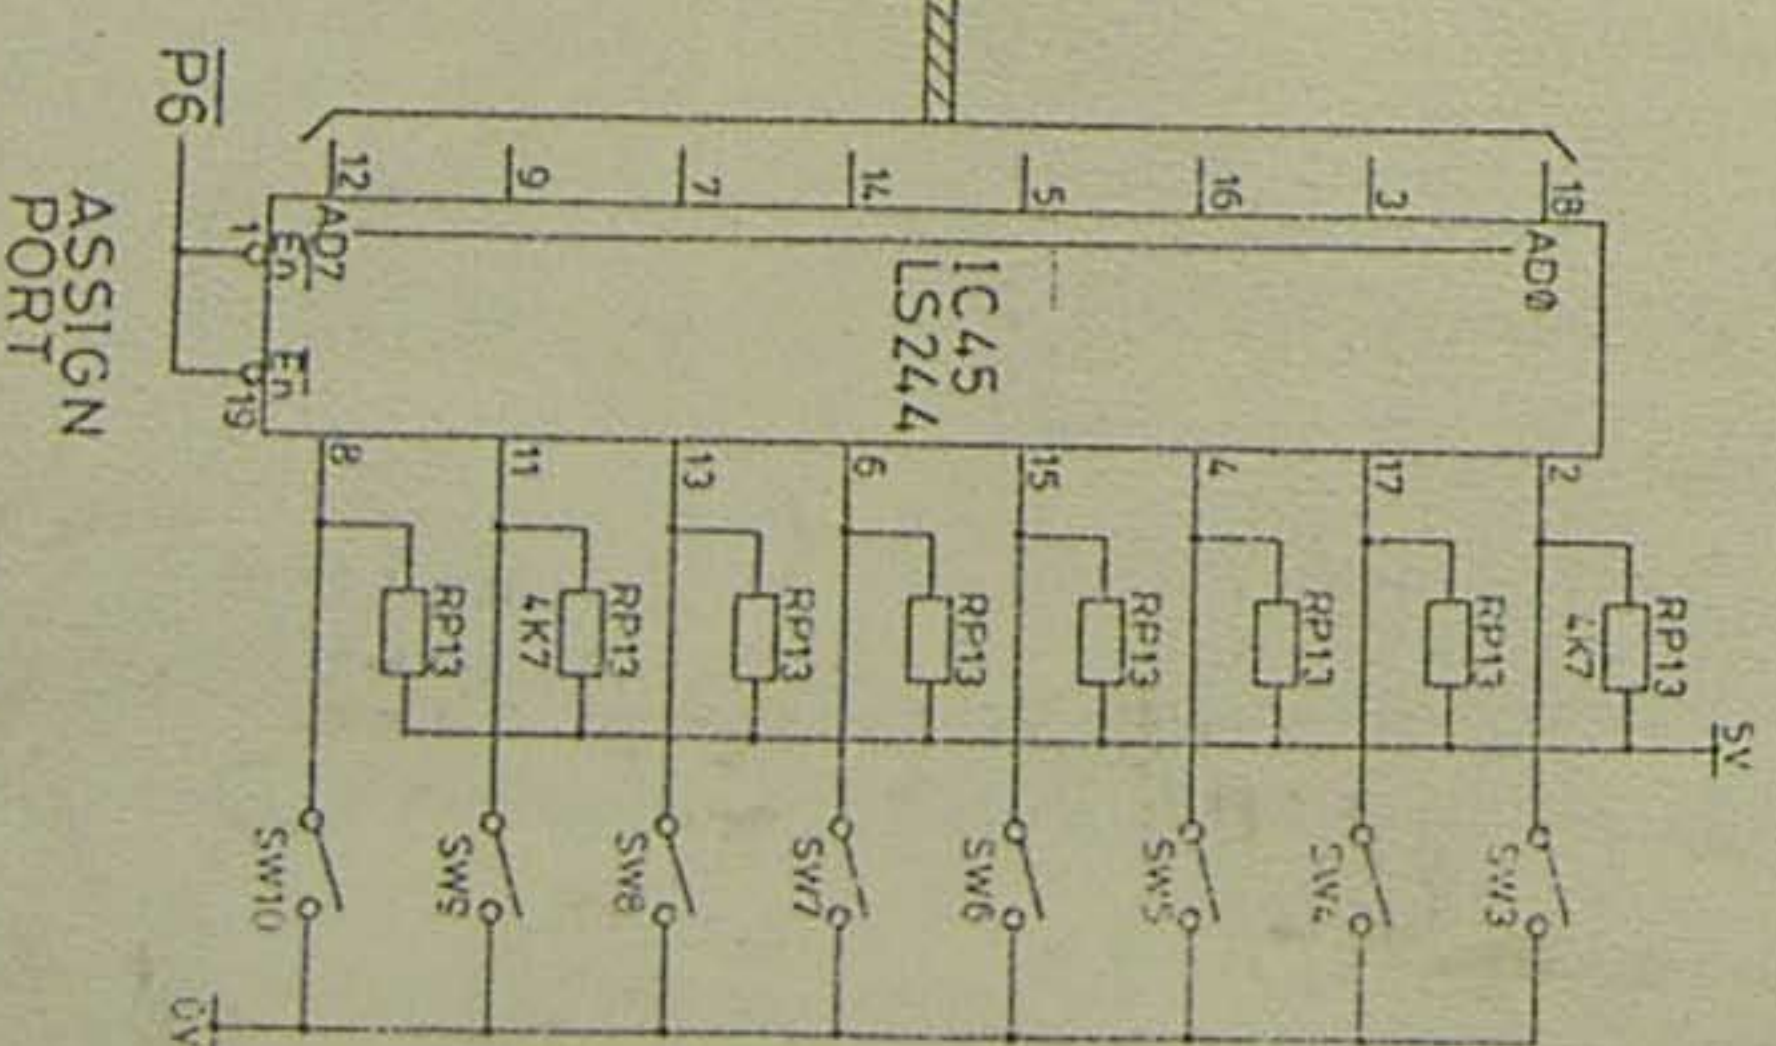 P6
ASSIGN
PORT
12
9
7
14
5
16
3
18
AD7
AD0
1
En
En
19
IC45
LS244
8
11
13
6
15
4
17
2
RP13
RP13
4K7
RP13
RP13
RP13
RP13
RP13
RP13
4K7
5V
SW10
SW9
SW8
SW7
SW6
SW5
SW4
SW3
0V